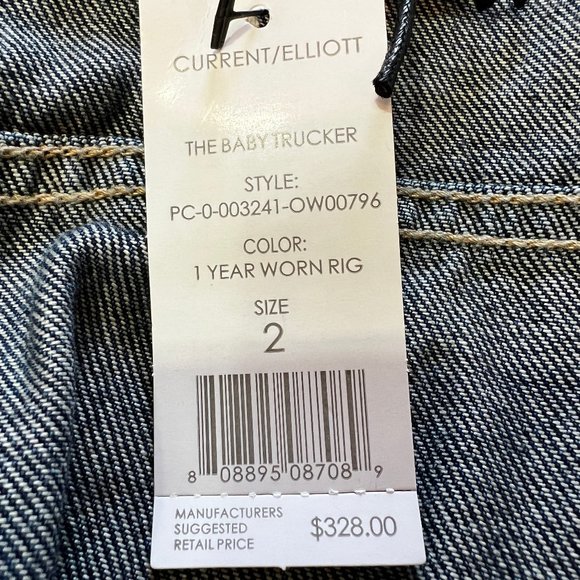 CURRENT/ELLIOTT
THE BABY TRUCKER
STYLE:
PC-0-003241-OW00796
COLOR:
1 YEAR WORN RIG
SIZE
2
8 08895 08708 9
MANUFACTURERS
SUGGESTED
RETAIL PRICE
$328.00